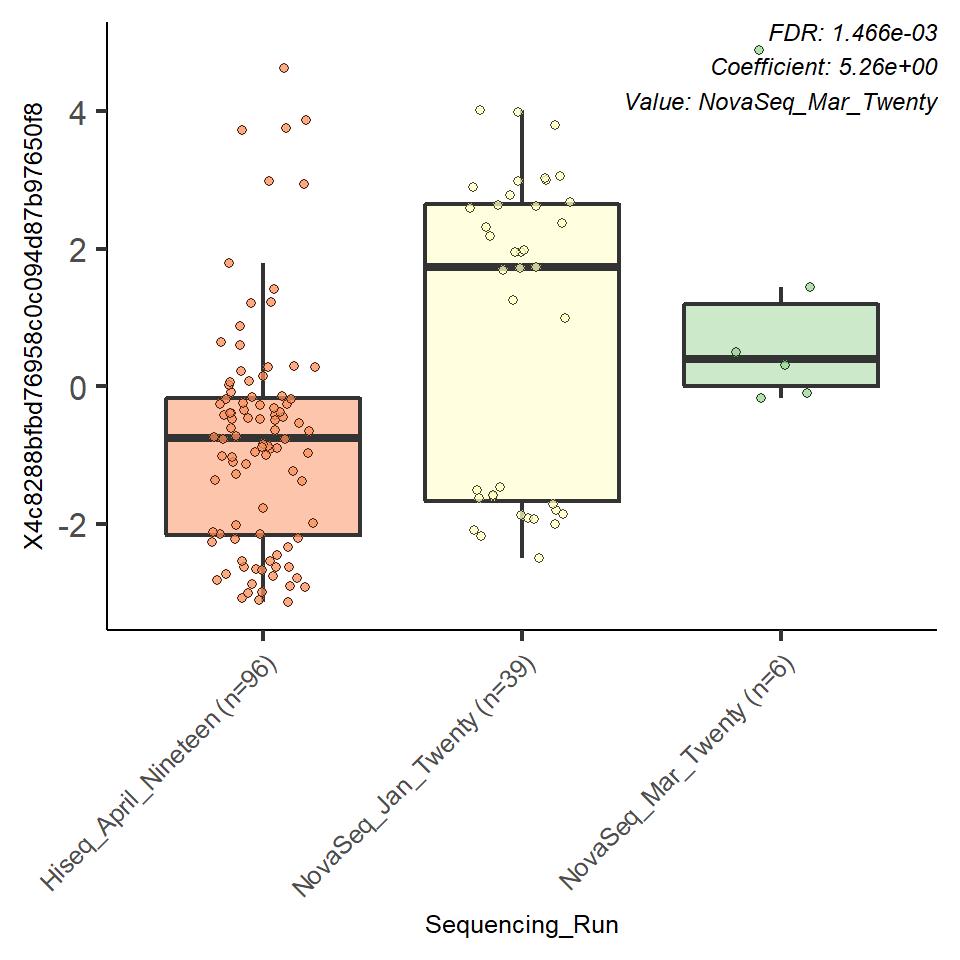 FDR: 1.466e-03
Coefficient: 5.26e+00
Value: NovaSeq_Mar_Twenty
X4c8288bfbd76958c0c094d87b97650f8
4
2
0
-2
Hiseq_April_Nineteen (n=96)
NovaSeq_Jan_Twenty (n=39)
NovaSeq_Mar_Twenty (n=6)
Sequencing_Run